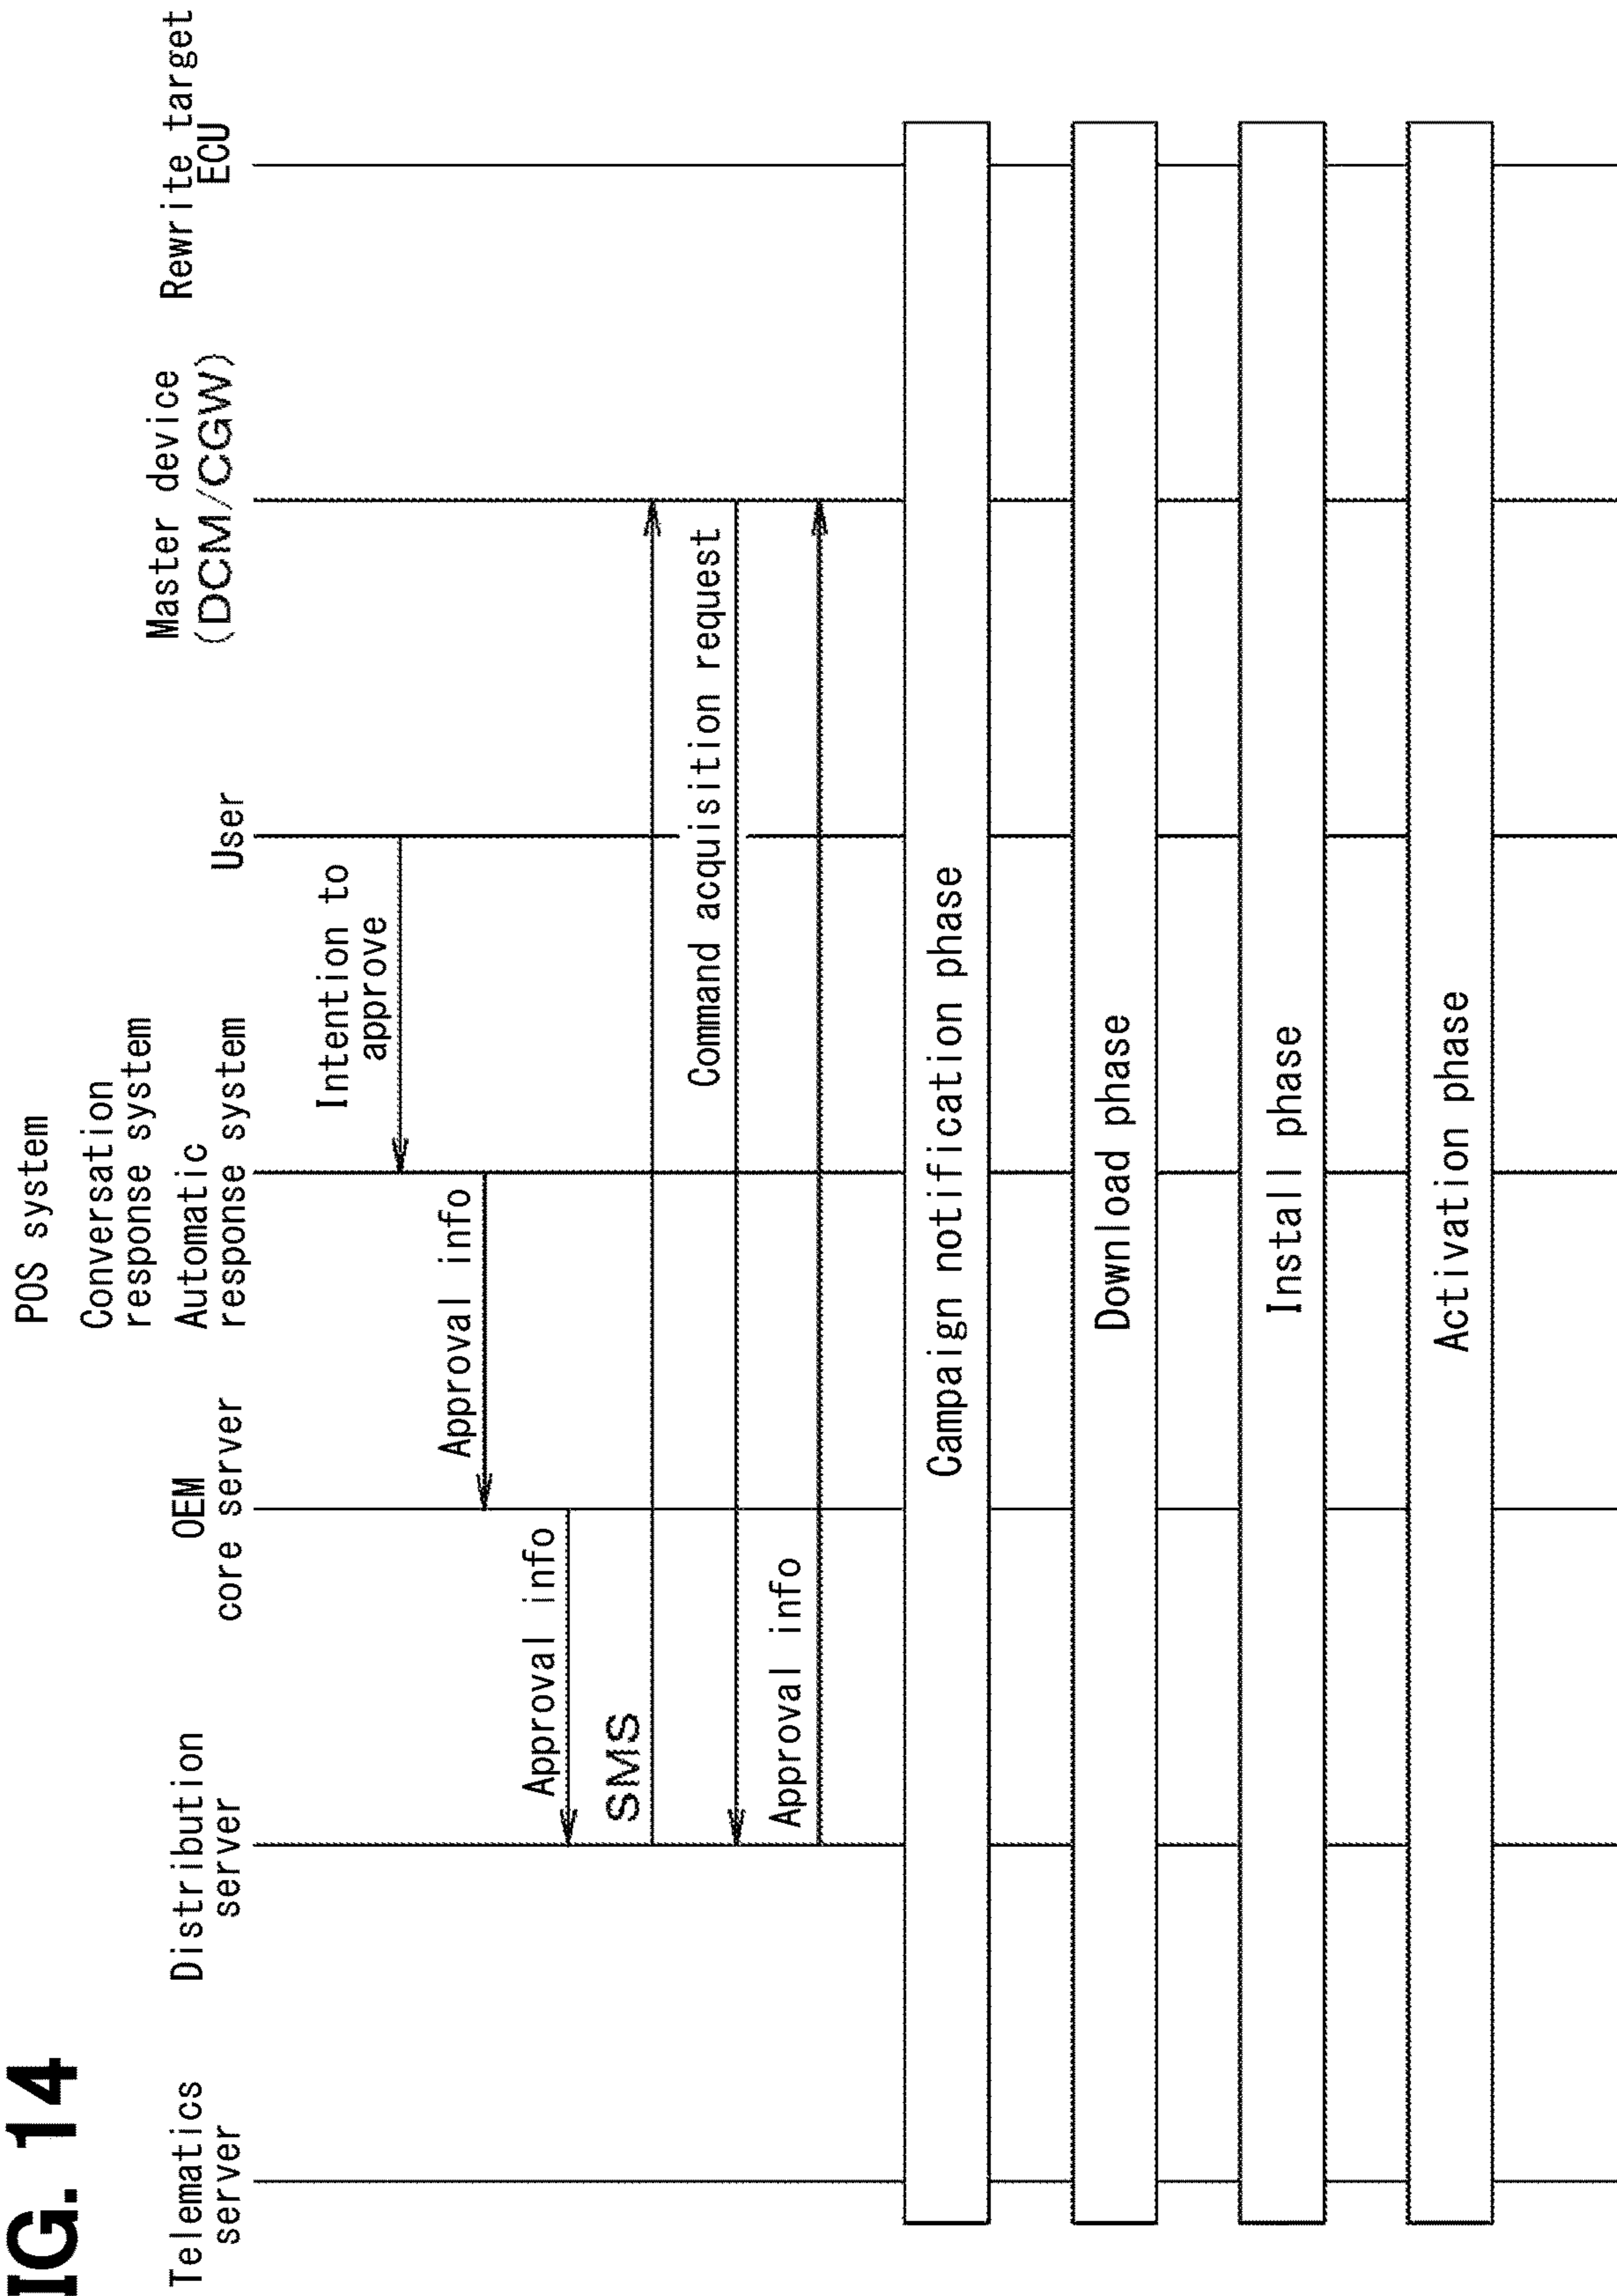 IG. 14
POS system
Conversation
response system
Automatic
response system
Telematics
server
Distribution
server
OEM
core server
User
Master device
(DCM/CGW)
Rewrite target
ECU
Intention to
approve
Approval info
Approval info
SMS
Command acquisition request
Approval info
Campaign notification phase
Download phase
Install phase
Activation phase